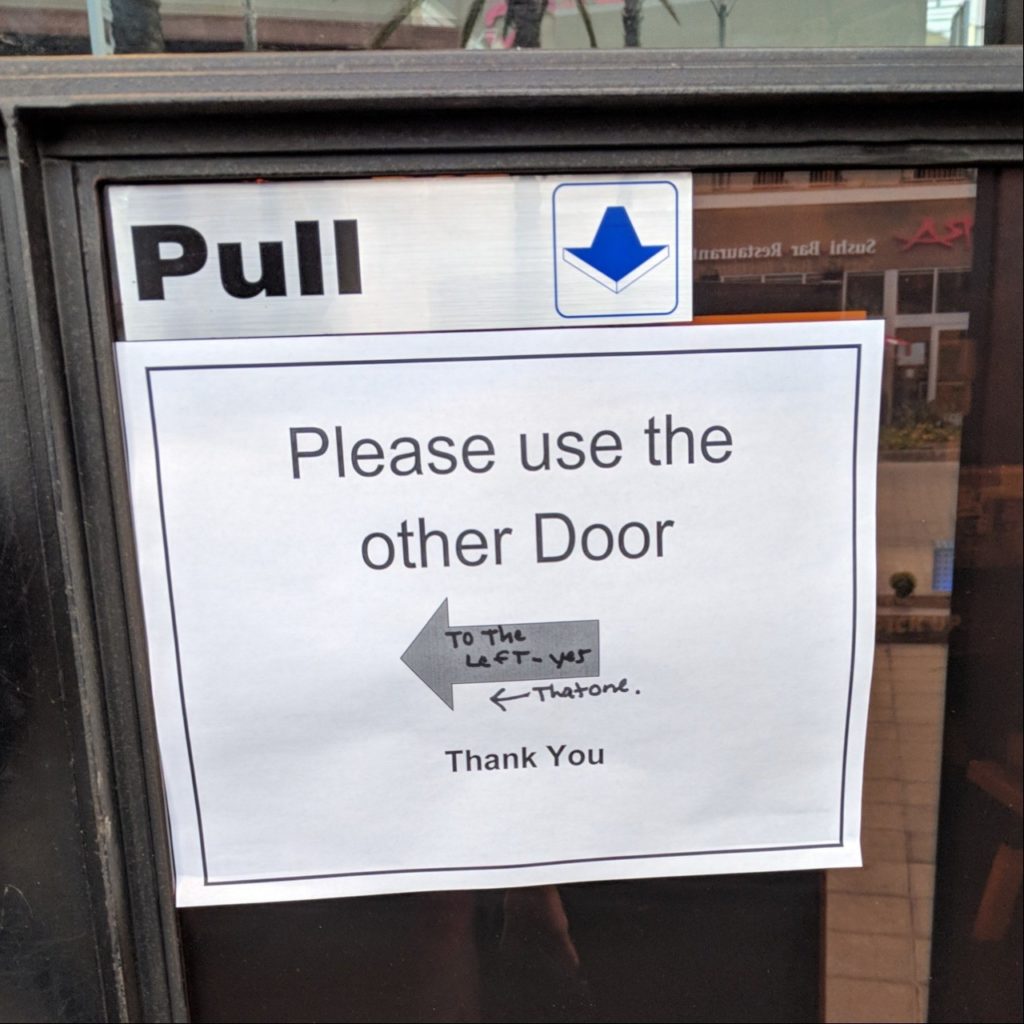 Pull
Sushi Bar Restaurant
Please use the
other Door
To The
Left - yes
← That one.
Thank You